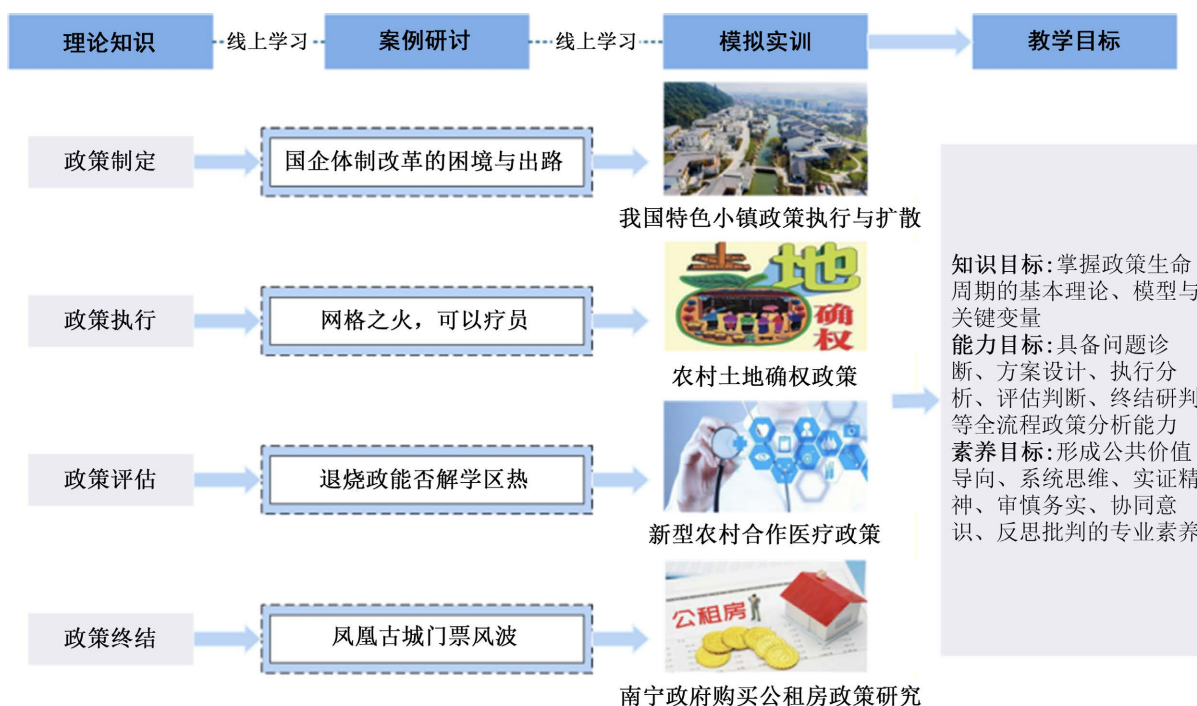 理论知识
线上学习
案例研讨
线上学习
模拟实训
教学目标
政策制定
国企体制改革的困境与出路
我国特色小镇政策执行与扩散
政策执行
网格之火，可以疗员
土地
确
权
农村土地确权政策
政策评估
退烧政能否解学区热
新型农村合作医疗政策
政策终结
凤凰古城门票风波
公租房
南宁政府购买公租房政策研究
知识目标:掌握政策生命
周期的基本理论、模型与
关键变量
能力目标:具备问题诊
断、方案设计、执行分
析、评估判断、终结研判
等全流程政策分析能力
素养目标:形成公共价值
导向、系统思维、实证精
神、审慎务实、协同意
识、反思批判的专业素养